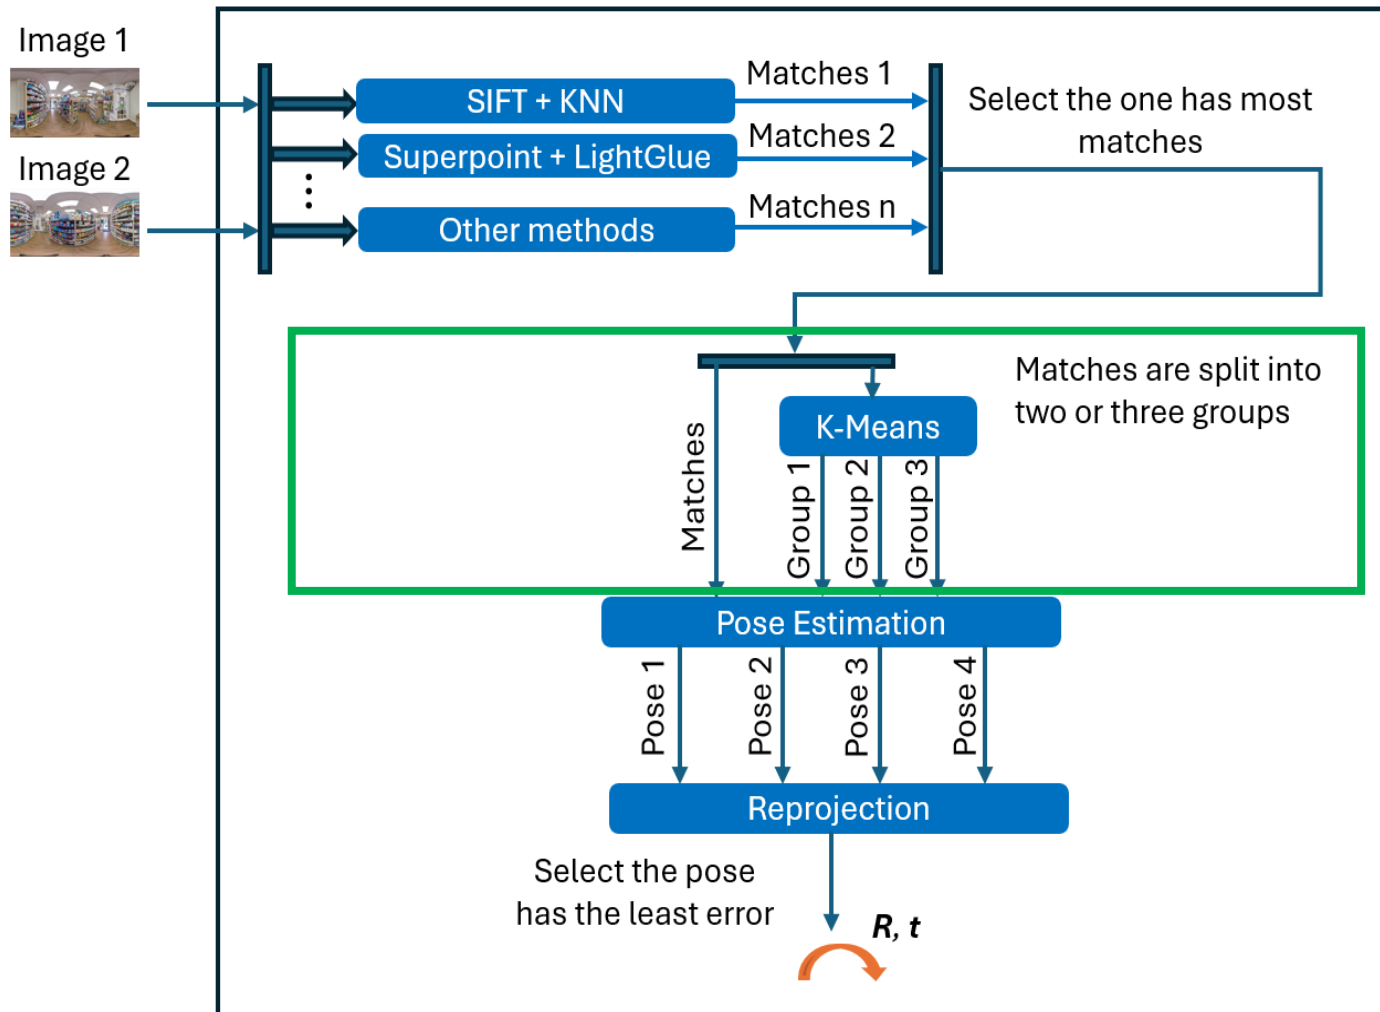 Image 1
Image 2
SIFT + KNN
Superpoint + LightGlue
Other methods
Matches 1
Matches 2
Matches n
Select the one has most
matches
Matches are split into
two or three groups
K-Means
Matches
Group 1
Group 2
Group 3
Pose Estimation
Pose 1
Pose 2
Pose 3
Pose 4
Reprojection
Select the pose
has the least error
R, t